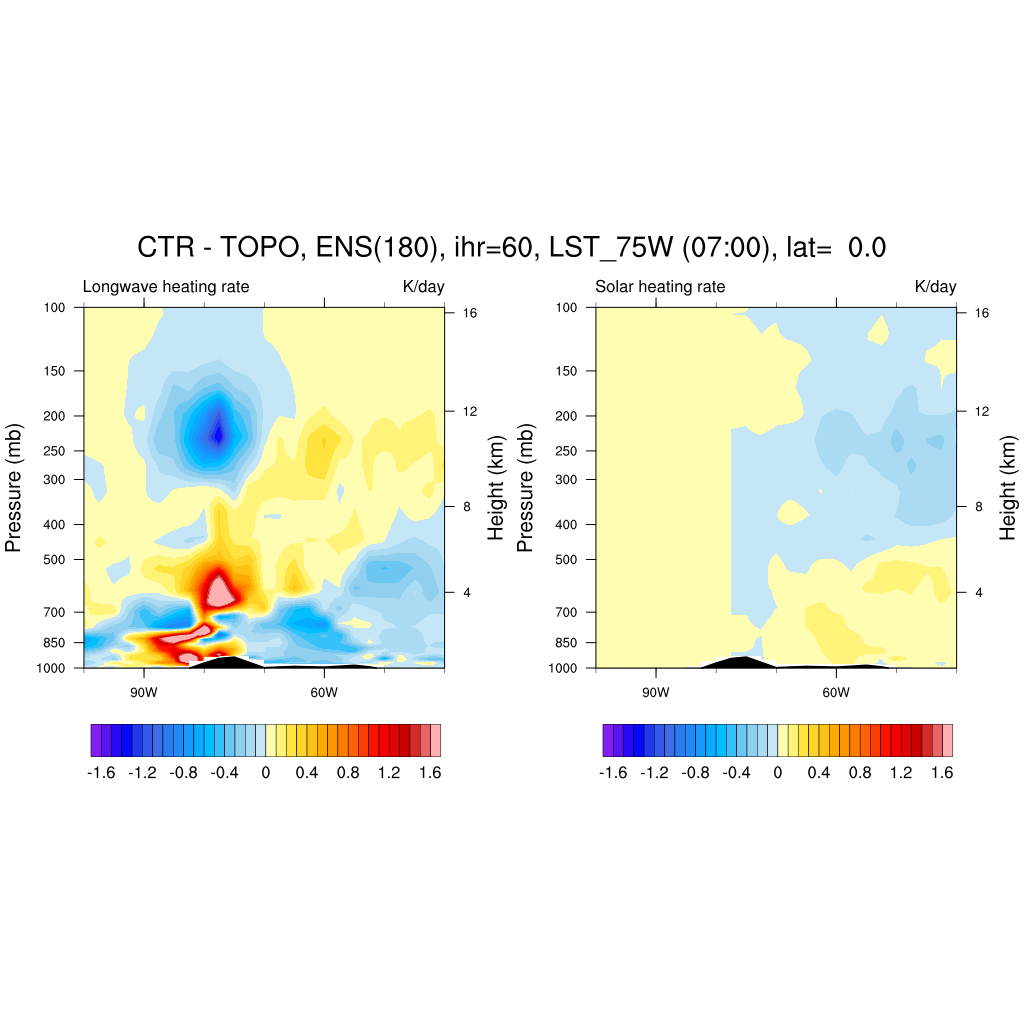 CTR - TOPO, ENS(180), ihr=60, LST_75W (07:00), lat=  0.0
Longwave heating rate K/day
Solar heating rate K/day
Pressure (mb)
100
150
200
250
300
400
500
700
850
1000
90W 60W
16
12
8
4
Height (km)
Pressure (mb)
100
150
200
250
300
400
500
700
850
1000
90W 60W
16
12
8
4
Height (km)
-1.6 -1.2 -0.8 -0.4 0 0.4 0.8 1.2 1.6
-1.6 -1.2 -0.8 -0.4 0 0.4 0.8 1.2 1.6